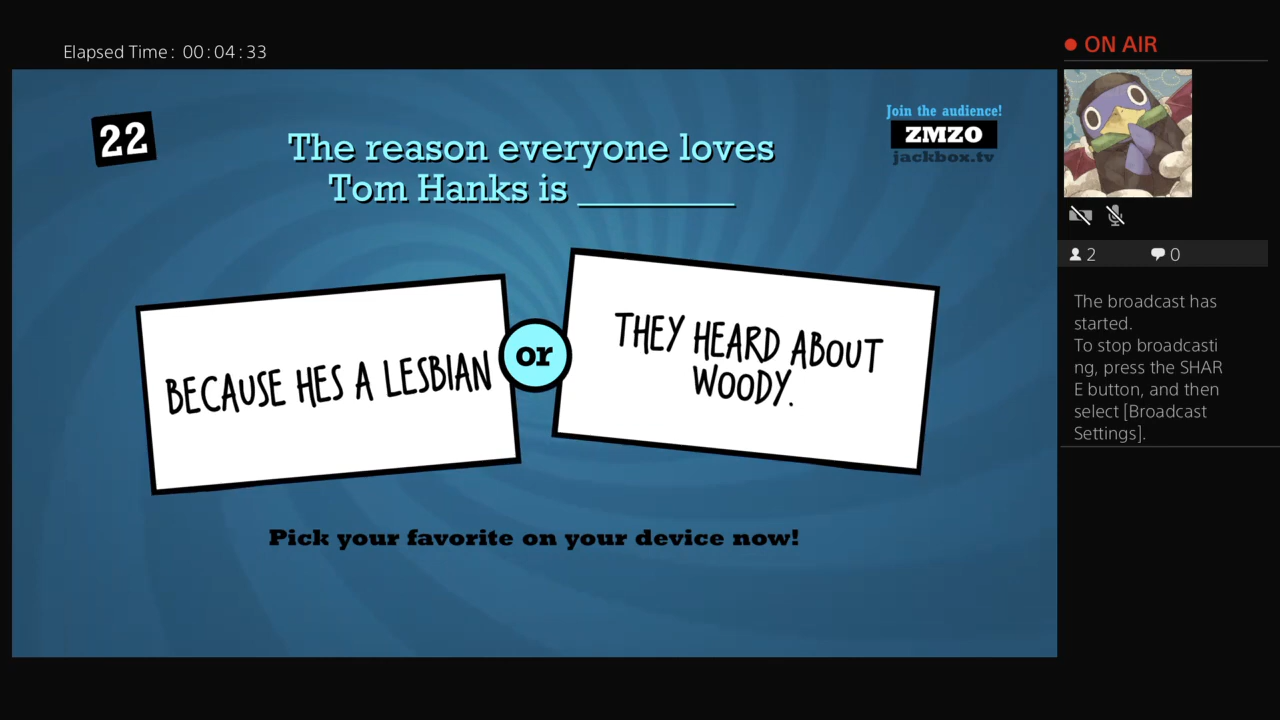 Elapsed Time: 00:04:33
ON AIR
22
Join the audience!
ZMZO
jackbox.tv
The reason everyone loves
Tom Hanks is __________
BECAUSE HES A LESBIAN
or
THEY HEARD ABOUT
WOODY.
Pick your favorite on your device now!
2
0
The broadcast has
started.
To stop broadcasti
ng, press the SHAR
E button, and then
select [Broadcast
Settings].